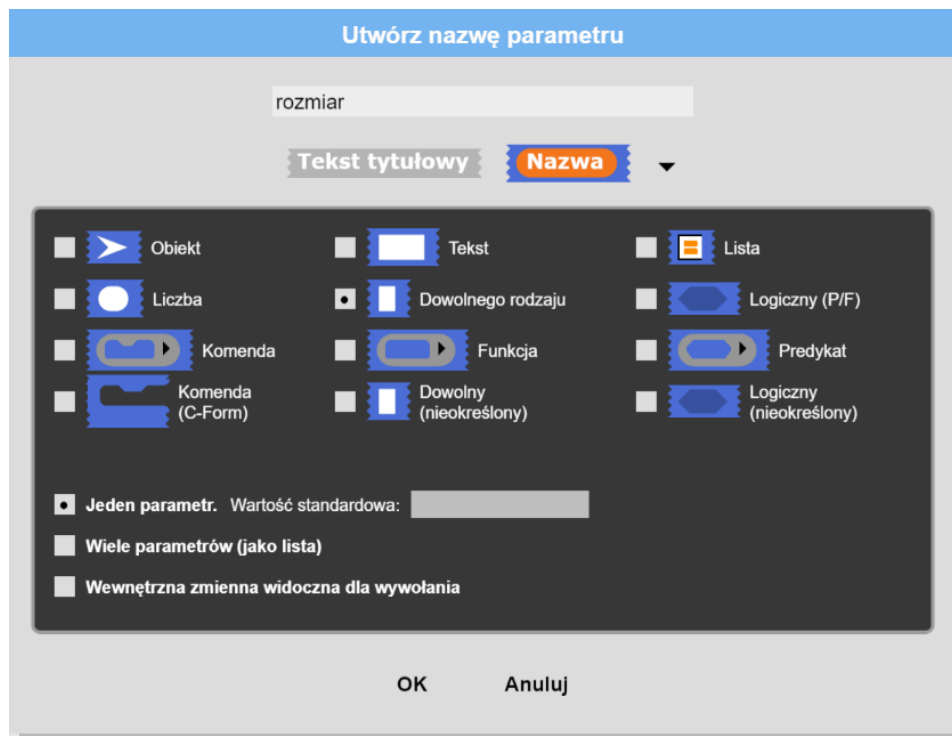 Utwórz nazwę parametru
rozmiar
Tekst tytułowy Nazwa
Obiekt Tekst Lista
Liczba Dowolnego rodzaju Logiczny (P/F)
Komenda Funkcja Predykat
Komenda (C-Form) Dowolny (nieokreślony) Logiczny (nieokreślony)
Jeden parametr. Wartość standardowa:
Wiele parametrów (jako lista)
Wewnętrzna zmienna widoczna dla wywołania
OK Anuluj